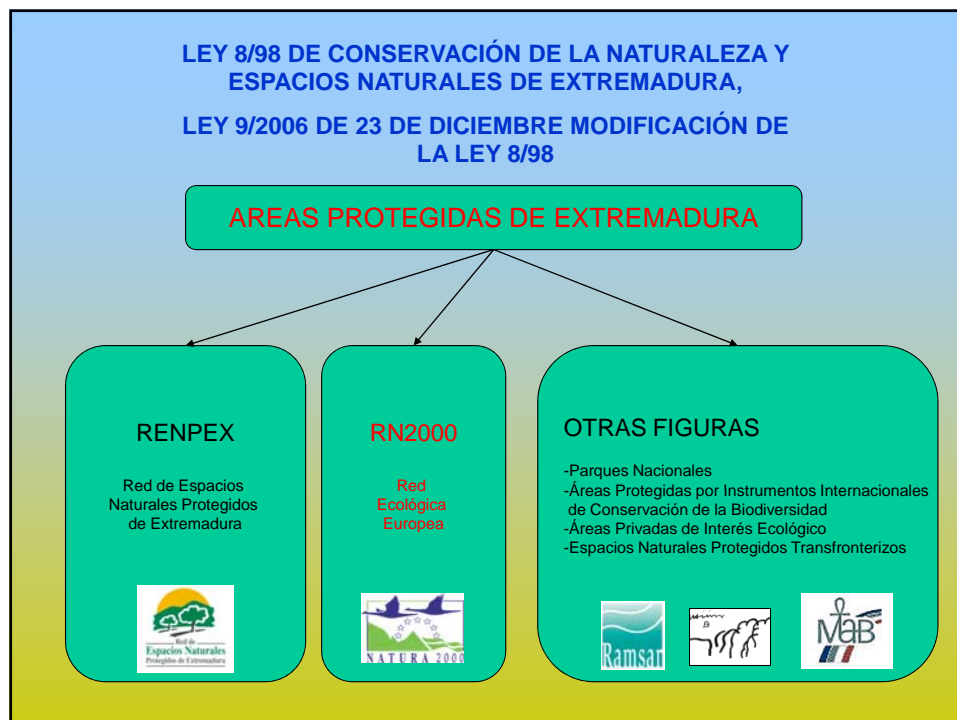 LEY 8/98 DE CONSERVACIÓN DE LA NATURALEZA Y
ESPACIOS NATURALES DE EXTREMADURA,
LEY 9/2006 DE 23 DE DICIEMBRE MODIFICACIÓN DE
LA LEY 8/98
AREAS PROTEGIDAS DE EXTREMADURA
RENPEX
Red de Espacios
Naturales Protegidos
de Extremadura
Red de
Espacios Naturales
Protegidos de Extremadura
RN2000
Red
Ecológica
Europea
NATURA 2000
OTRAS FIGURAS
-Parques Nacionales
-Áreas Protegidas por Instrumentos Internacionales
de Conservación de la Biodiversidad
-Áreas Privadas de Interés Ecológico
-Espacios Naturales Protegidos Transfronterizos
Ramsar
MaB